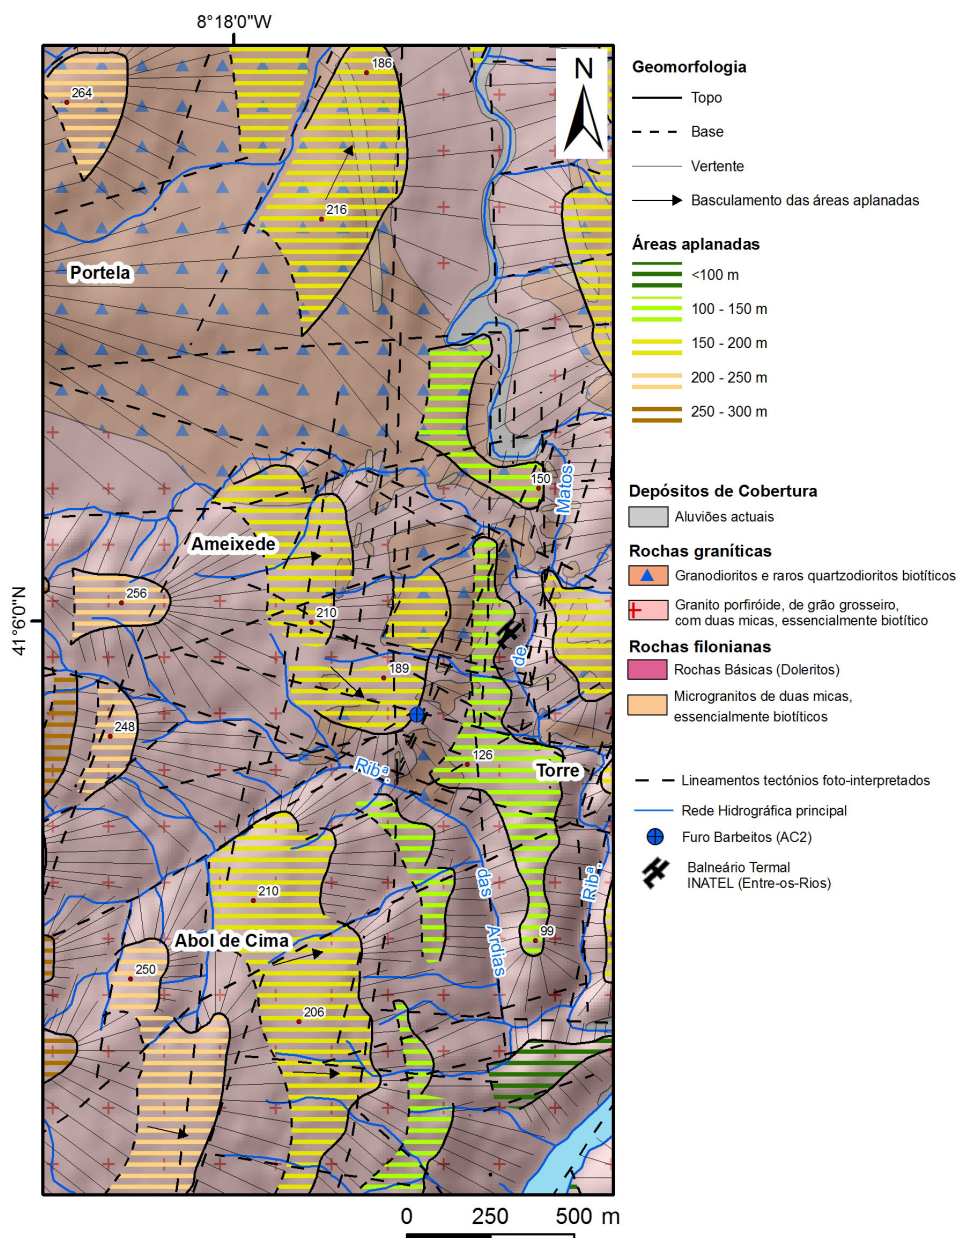 8°18'0"W
41°6'0"N
N
264
186
216
Portela
150
Matos
Ameixede
256
210
189
de
248
126
Rib.ª
Torre
210
das
Rib.ª
Abol de Cima
99
Ardias
250
206
0 250 500 m
Geomorfologia
Topo
Base
Vertente
Basculamento das áreas aplanadas
Áreas aplanadas
<100 m
100 - 150 m
150 - 200 m
200 - 250 m
250 - 300 m
Depósitos de Cobertura
Aluviões actuais
Rochas graníticas
Granodioritos e raros quartzodioritos biotíticos
Granito porfiróide, de grão grosseiro,
com duas micas, essencialmente biotítico
Rochas filonianas
Rochas Básicas (Doleritos)
Microgranitos de duas micas,
essencialmente biotíticos
Lineamentos tectónios foto-interpretados
Rede Hidrográfica principal
Furo Barbeitos (AC2)
Balneário Termal
INATEL (Entre-os-Rios)